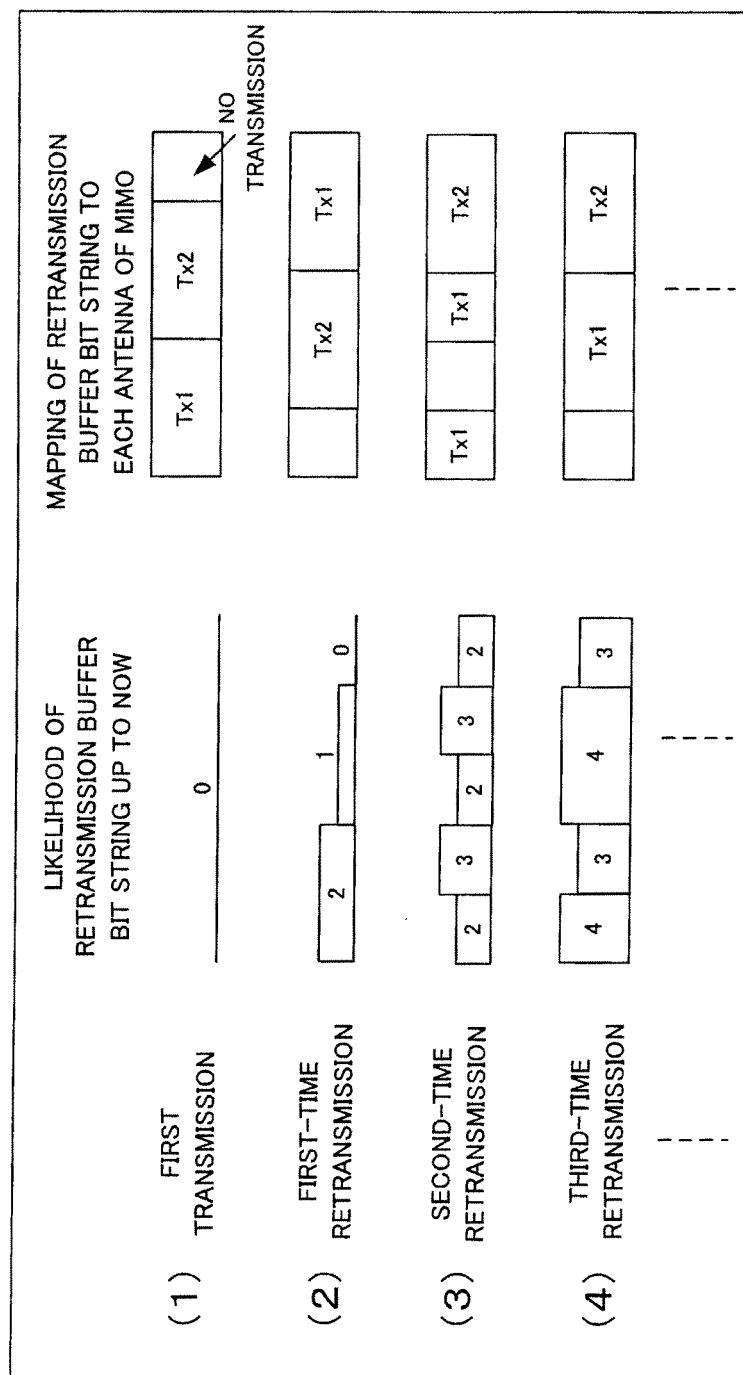 LIKELIHOOD OF
RETRANSMISSION BUFFER
BIT STRING UP TO NOW
MAPPING OF RETRANSMISSION
BUFFER BIT STRING TO
EACH ANTENNA OF MIMO
(1)
FIRST
TRANSMISSION
0
Tx1
Tx2
NO
TRANSMISSION
(2)
FIRST-TIME
RETRANSMISSION
2
1
0
Tx2
Tx1
(3)
SECOND-TIME
RETRANSMISSION
2
3
2
3
2
Tx1
Tx1
Tx2
(4)
THIRD-TIME
RETRANSMISSION
4
3
4
3
Tx1
Tx2